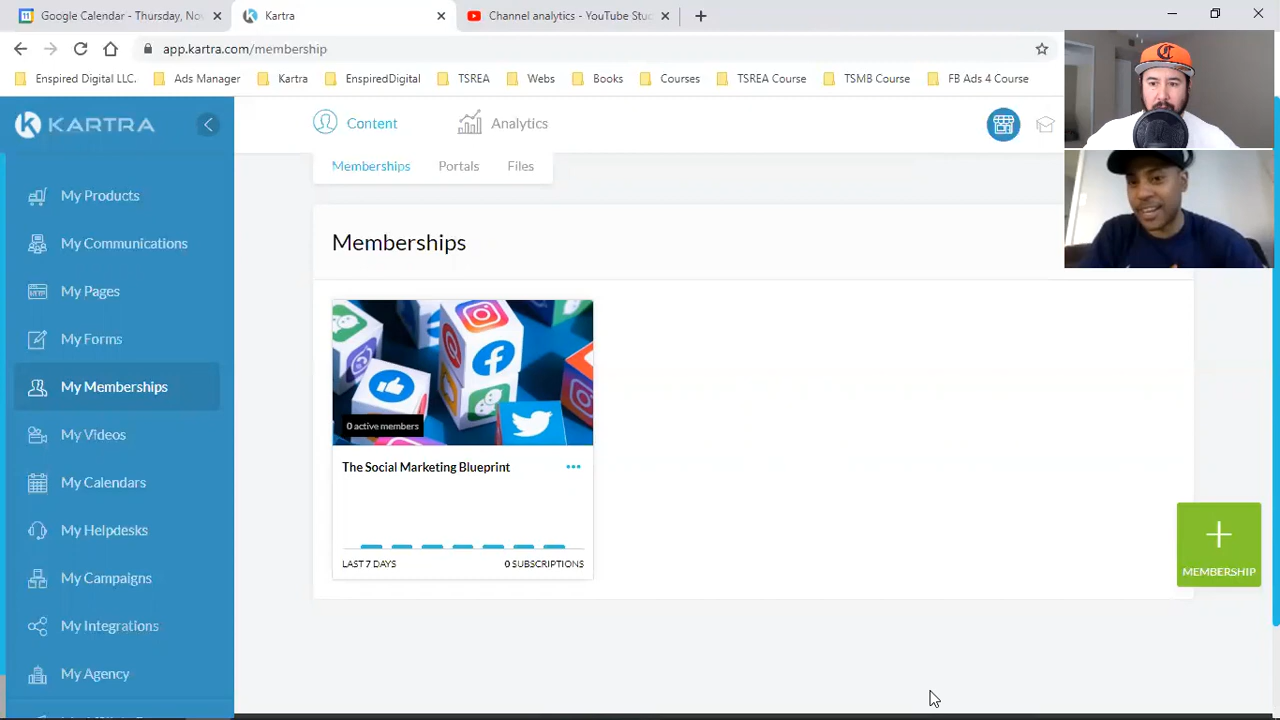 Google Calendar - Thursday, Nov
Kartra
Channel analytics - YouTube Stu
app.kartra.com/membership
Enspired Digital LLC.
Ads Manager
Kartra
EnspiredDigital
TSREA
Webs
Books
Courses
TSREA Course
TSMB Course
FB Ads 4 Course
KARTRA
Content
Analytics
Memberships
Portals
Files
My Products
My Communications
My Pages
My Forms
My Memberships
My Videos
My Calendars
My Helpdesks
My Campaigns
My Integrations
My Agency
Memberships
0 active members
The Social Marketing Blueprint
LAST 7 DAYS
0 SUBSCRIPTIONS
MEMBERSHIP